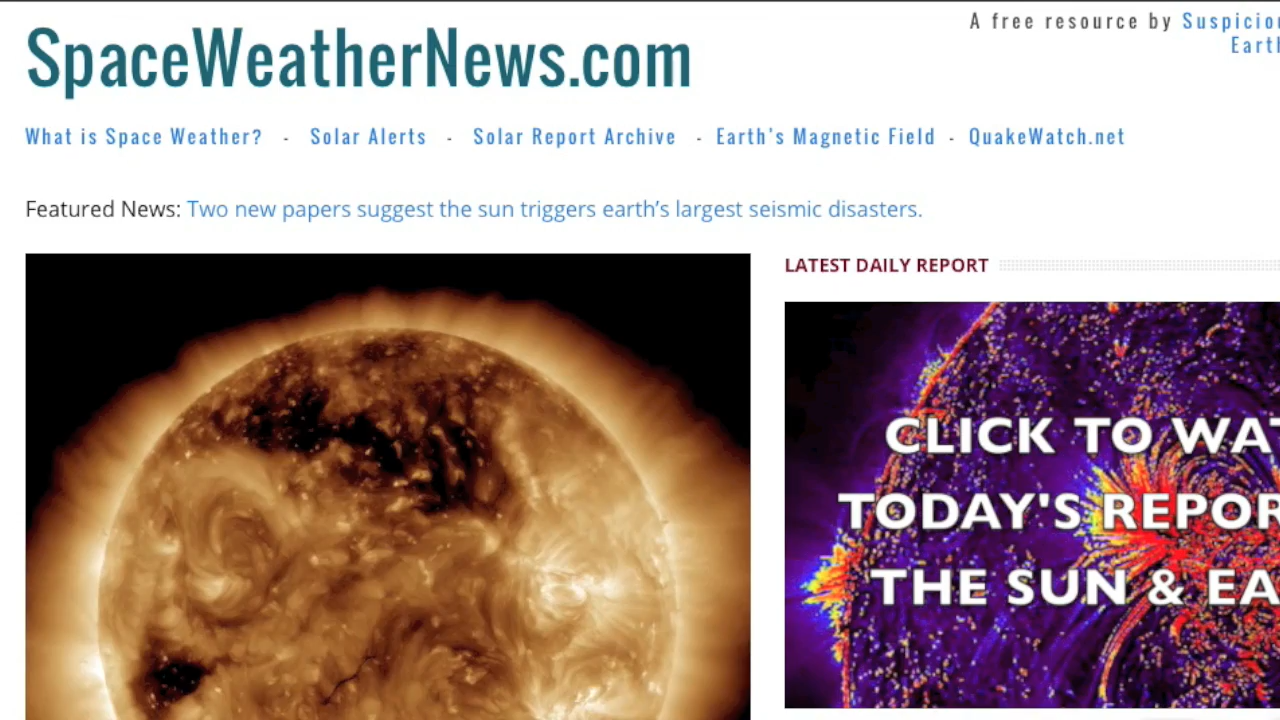 A free resource by
SpaceWeatherNews.com
What is Space Weather? - Solar Alerts - Solar Report Archive - Earth's Magnetic Field - QuakeWatch.net
Featured News: Two new papers suggest the sun triggers earth’s largest seismic disasters.
LATEST DAILY REPORT
CLICK TO
TODAY'S
THE SUN &